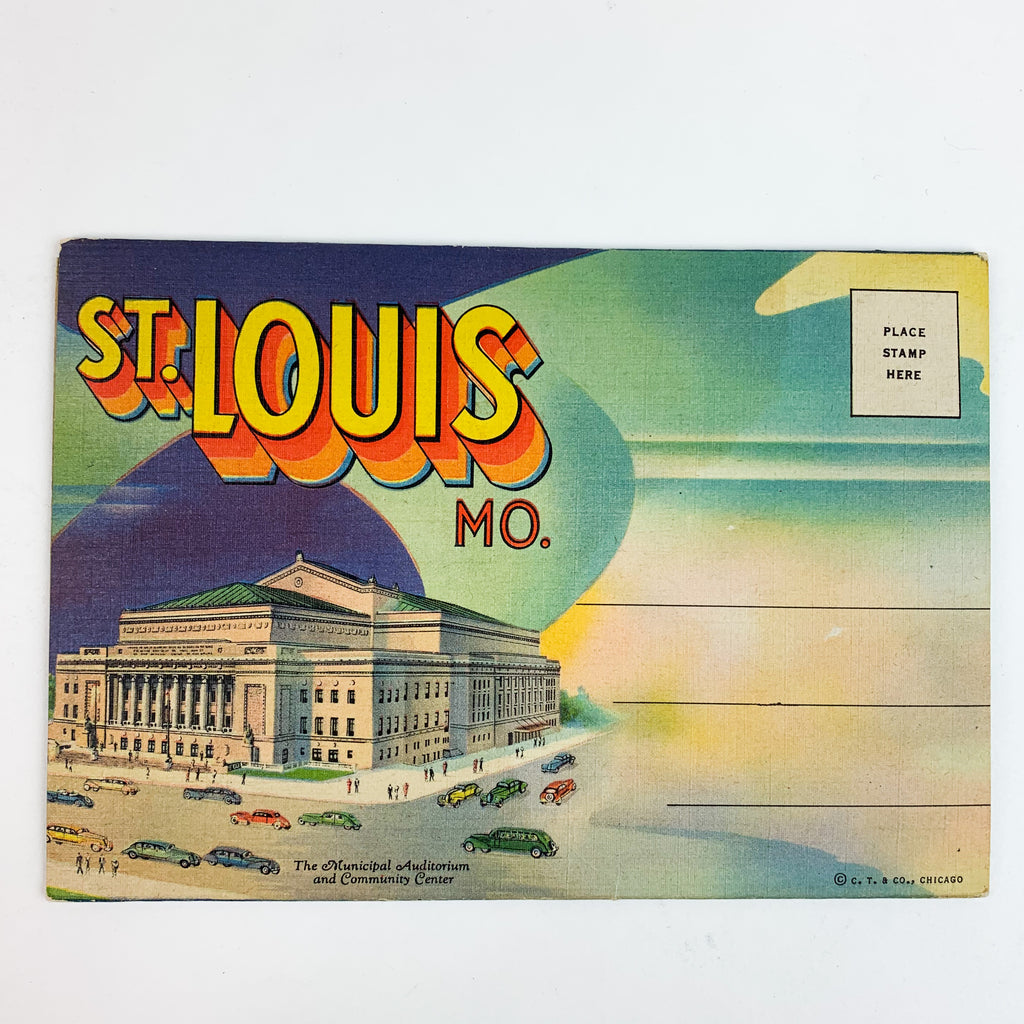 ST. LOUIS
MO.
PLACE
STAMP
HERE
The Municipal Auditorium
and Community Center
© C. T. & CO., CHICAGO